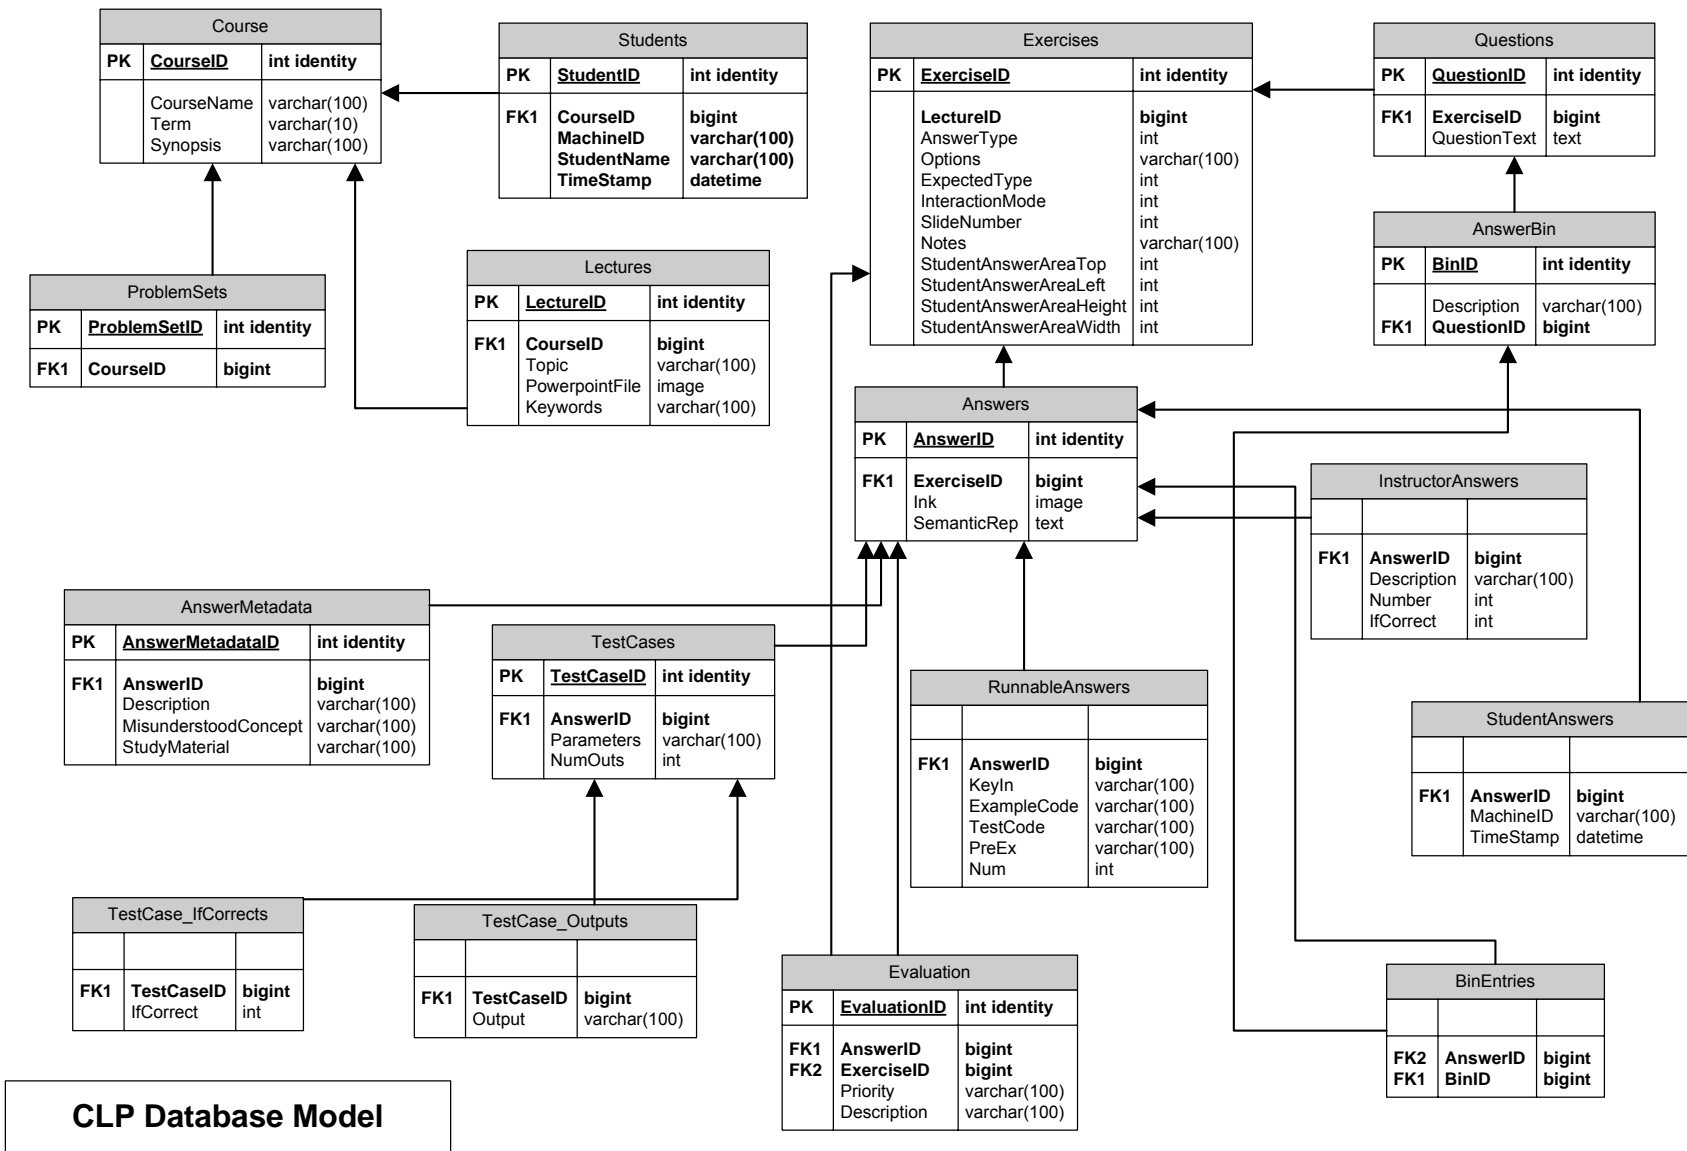 Course
PK CourseID int identity
CourseName varchar(100)
Term varchar(10)
Synopsis varchar(100)
Students
PK StudentID int identity
FK1 CourseID bigint
MachineID varchar(100)
StudentName varchar(100)
TimeStamp datetime
Exercises
PK ExerciseID int identity
LectureID bigint
AnswerType int
Options varchar(100)
ExpectedType int
InteractionMode int
SlideNumber int
Notes varchar(100)
StudentAnswerAreaTop int
StudentAnswerAreaLeft int
StudentAnswerAreaHeight int
StudentAnswerAreaWidth int
Questions
PK QuestionID int identity
FK1 ExerciseID bigint
QuestionText text
AnswerBin
PK BinID int identity
Description varchar(100)
FK1 QuestionID bigint
ProblemSets
PK ProblemSetID int identity
FK1 CourseID bigint
Lectures
PK LectureID int identity
FK1 CourseID bigint
Topic varchar(100)
PowerpointFile image
Keywords varchar(100)
Answers
PK AnswerID int identity
FK1 ExerciseID bigint
Ink image
SemanticRep text
InstructorAnswers
FK1 AnswerID bigint
Description varchar(100)
Number int
IfCorrect int
AnswerMetadata
PK AnswerMetadataID int identity
FK1 AnswerID bigint
Description varchar(100)
MisunderstoodConcept varchar(100)
StudyMaterial varchar(100)
TestCases
PK TestCaseID int identity
FK1 AnswerID bigint
Parameters varchar(100)
NumOuts int
RunnableAnswers
FK1 AnswerID bigint
KeyIn varchar(100)
ExampleCode varchar(100)
TestCode varchar(100)
PreEx varchar(100)
Num int
StudentAnswers
FK1 AnswerID bigint
MachineID varchar(100)
TimeStamp datetime
TestCase_IfCorrects
FK1 TestCaseID bigint
IfCorrect int
TestCase_Outputs
FK1 TestCaseID bigint
Output varchar(100)
Evaluation
PK EvaluationID int identity
FK1 AnswerID bigint
FK2 ExerciseID bigint
Priority varchar(100)
Description varchar(100)
BinEntries
FK2 AnswerID bigint
FK1 BinID bigint
CLP Database Model